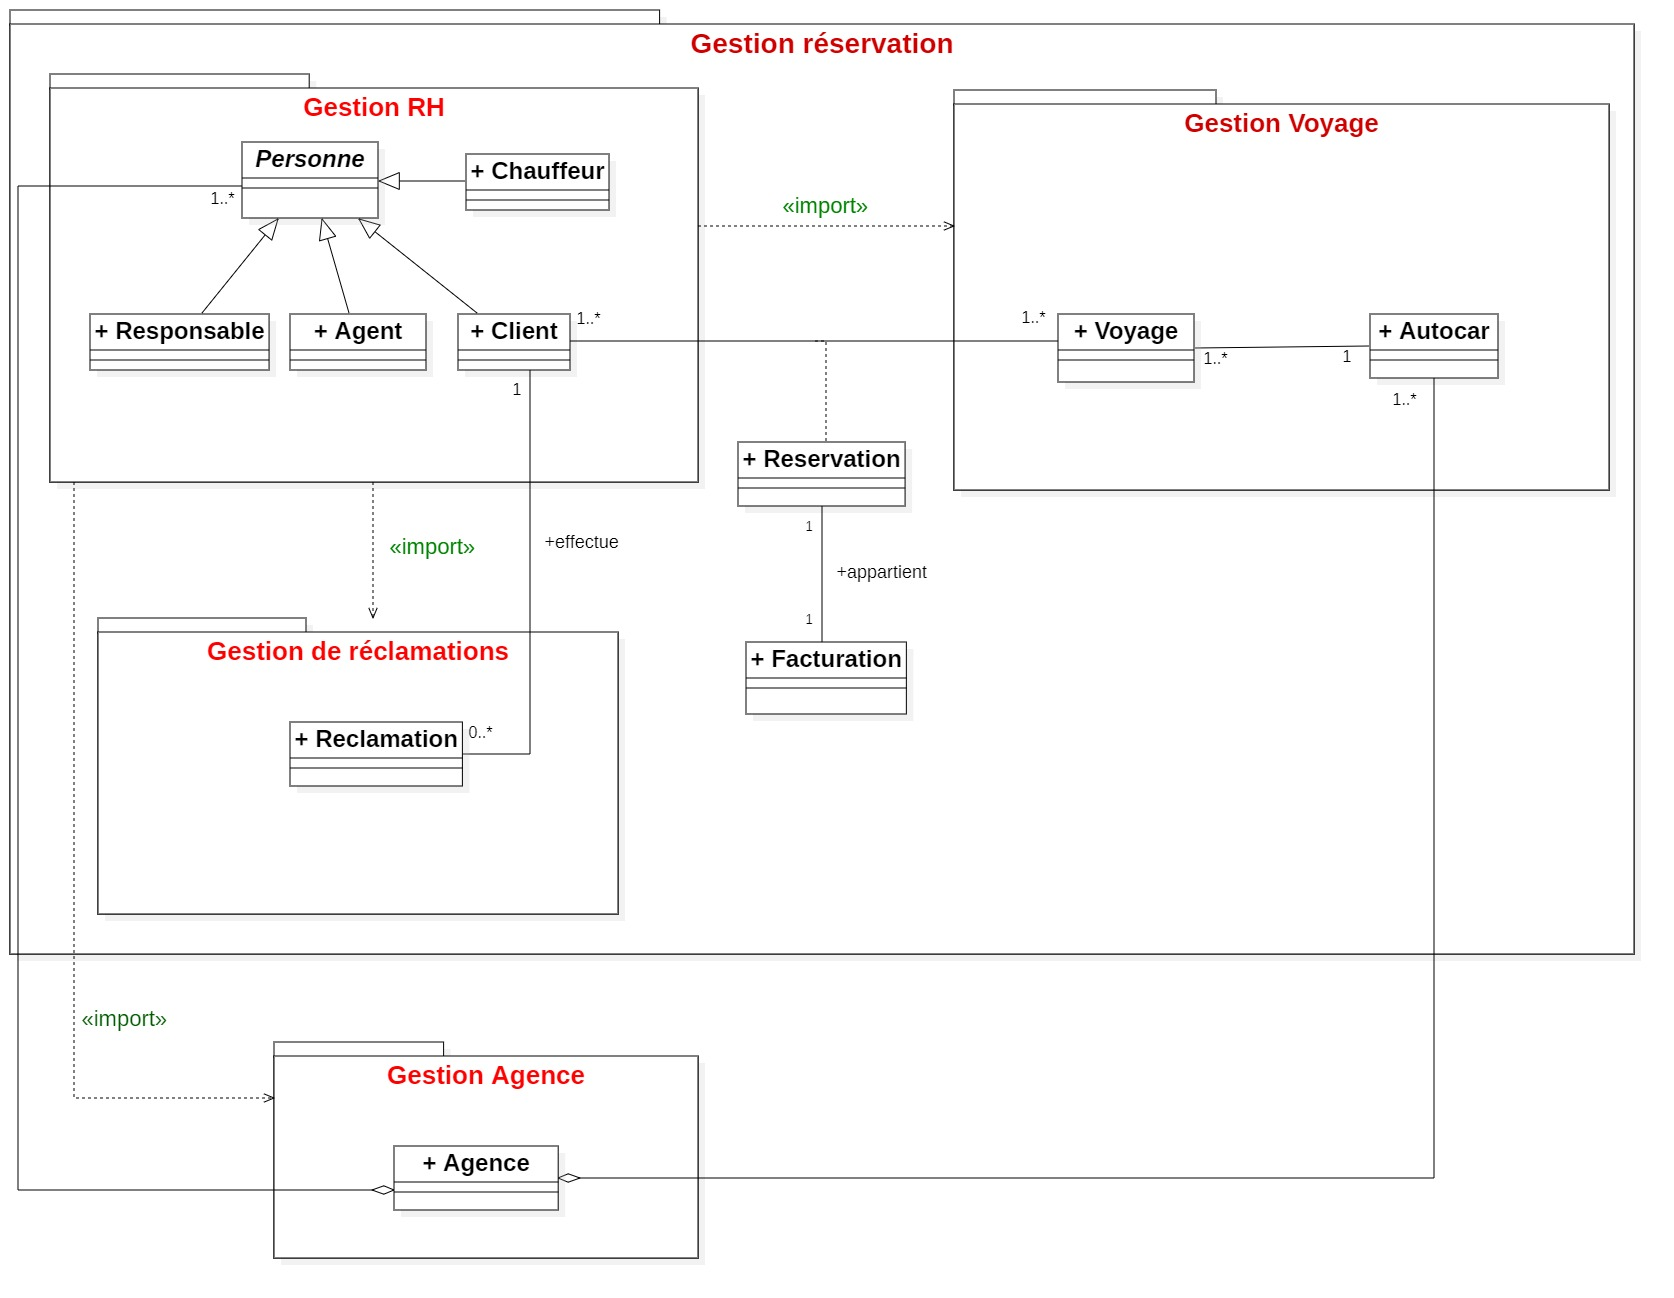 Gestion réservation
Gestion RH
Gestion Voyage
Personne
+ Chauffeur
1..*
«import»
+ Responsable
+ Agent
+ Client
1..*
1..*
+ Voyage
+ Autocar
1..*
1
1
1..*
+ Reservation
1
«import»
+effectue
+appartient
1
Gestion de réclamations
+ Facturation
+ Reclamation
0..*
«import»
Gestion Agence
+ Agence